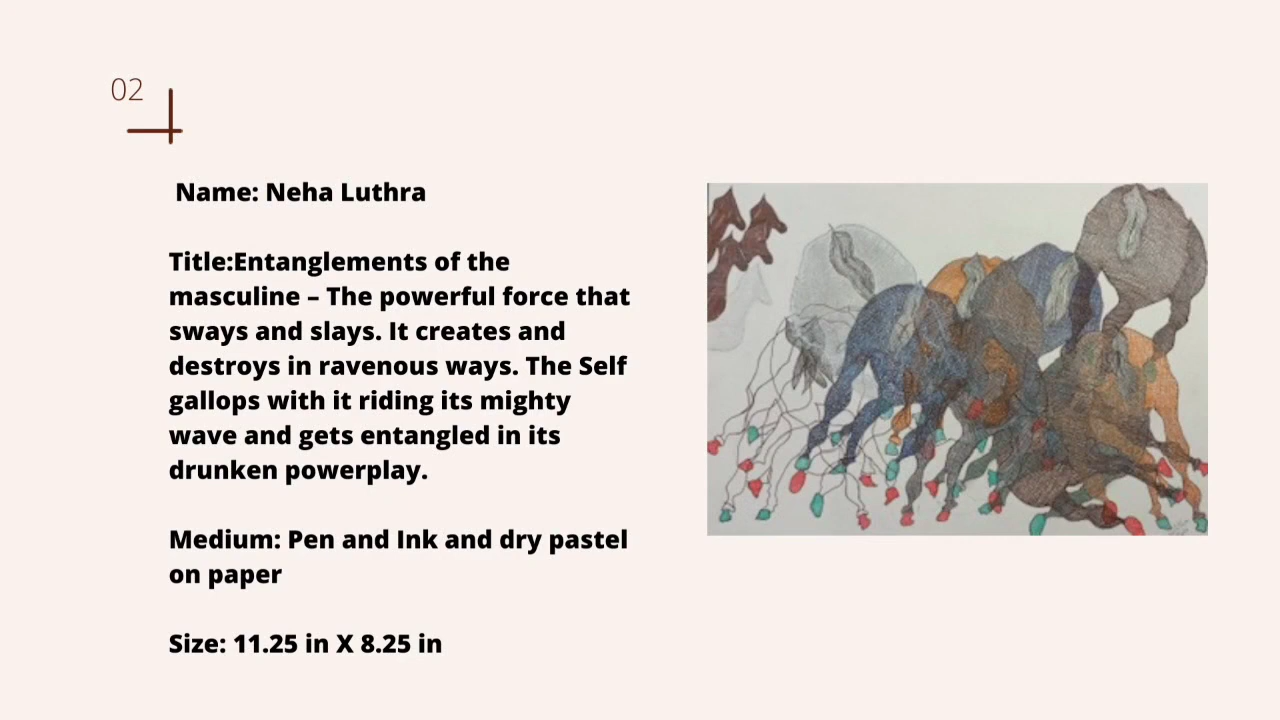 02
Name: Neha Luthra
Title:Entanglements of the
masculine – The powerful force that
sways and slays. It creates and
destroys in ravenous ways. The Self
gallops with it riding its mighty
wave and gets entangled in its
drunken powerplay.
Medium: Pen and Ink and dry pastel
on paper
Size: 11.25 in X 8.25 in